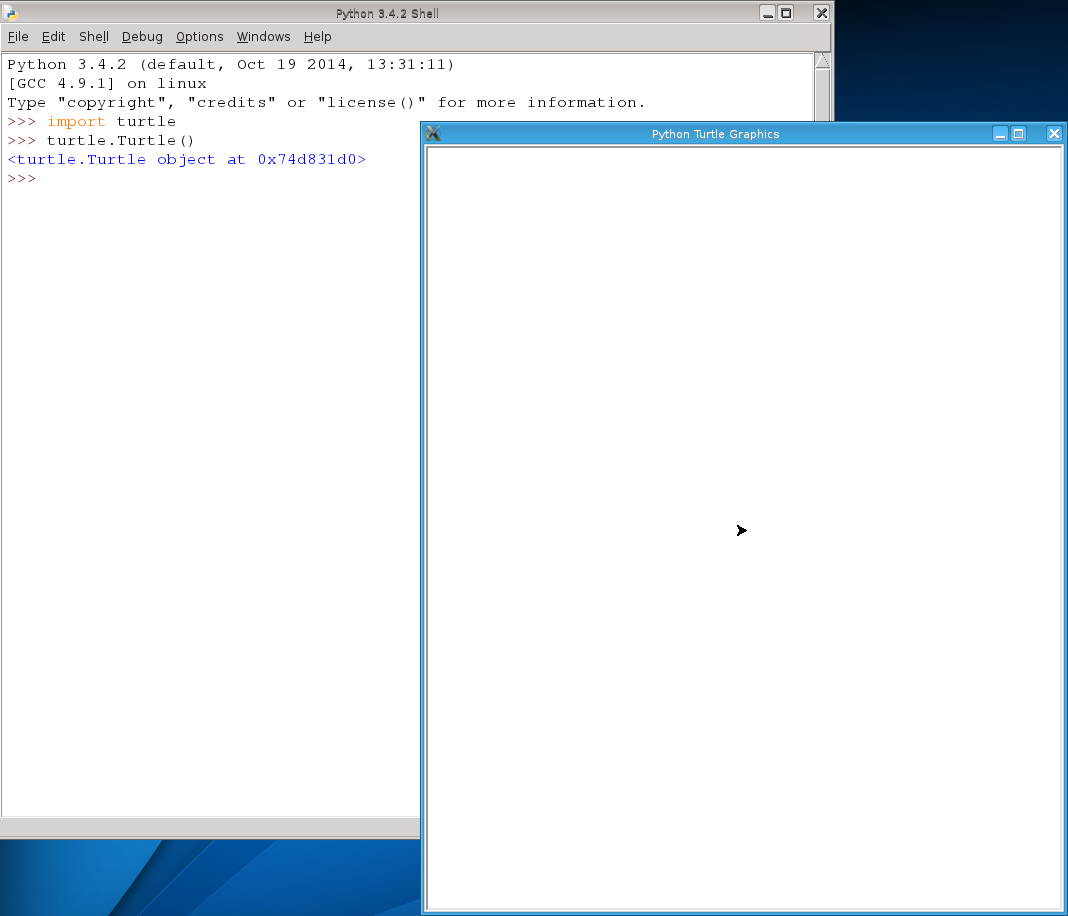 Python 3.4.2 Shell
File Edit Shell Debug Options Windows Help
Python 3.4.2 (default, Oct 19 2014, 13:31:11)
[GCC 4.9.1] on linux
Type "copyright", "credits" or "license()" for more information.
>>> import turtle
>>> turtle.Turtle()
<turtle.Turtle object at 0x74d831d0>
>>>
Python Turtle Graphics